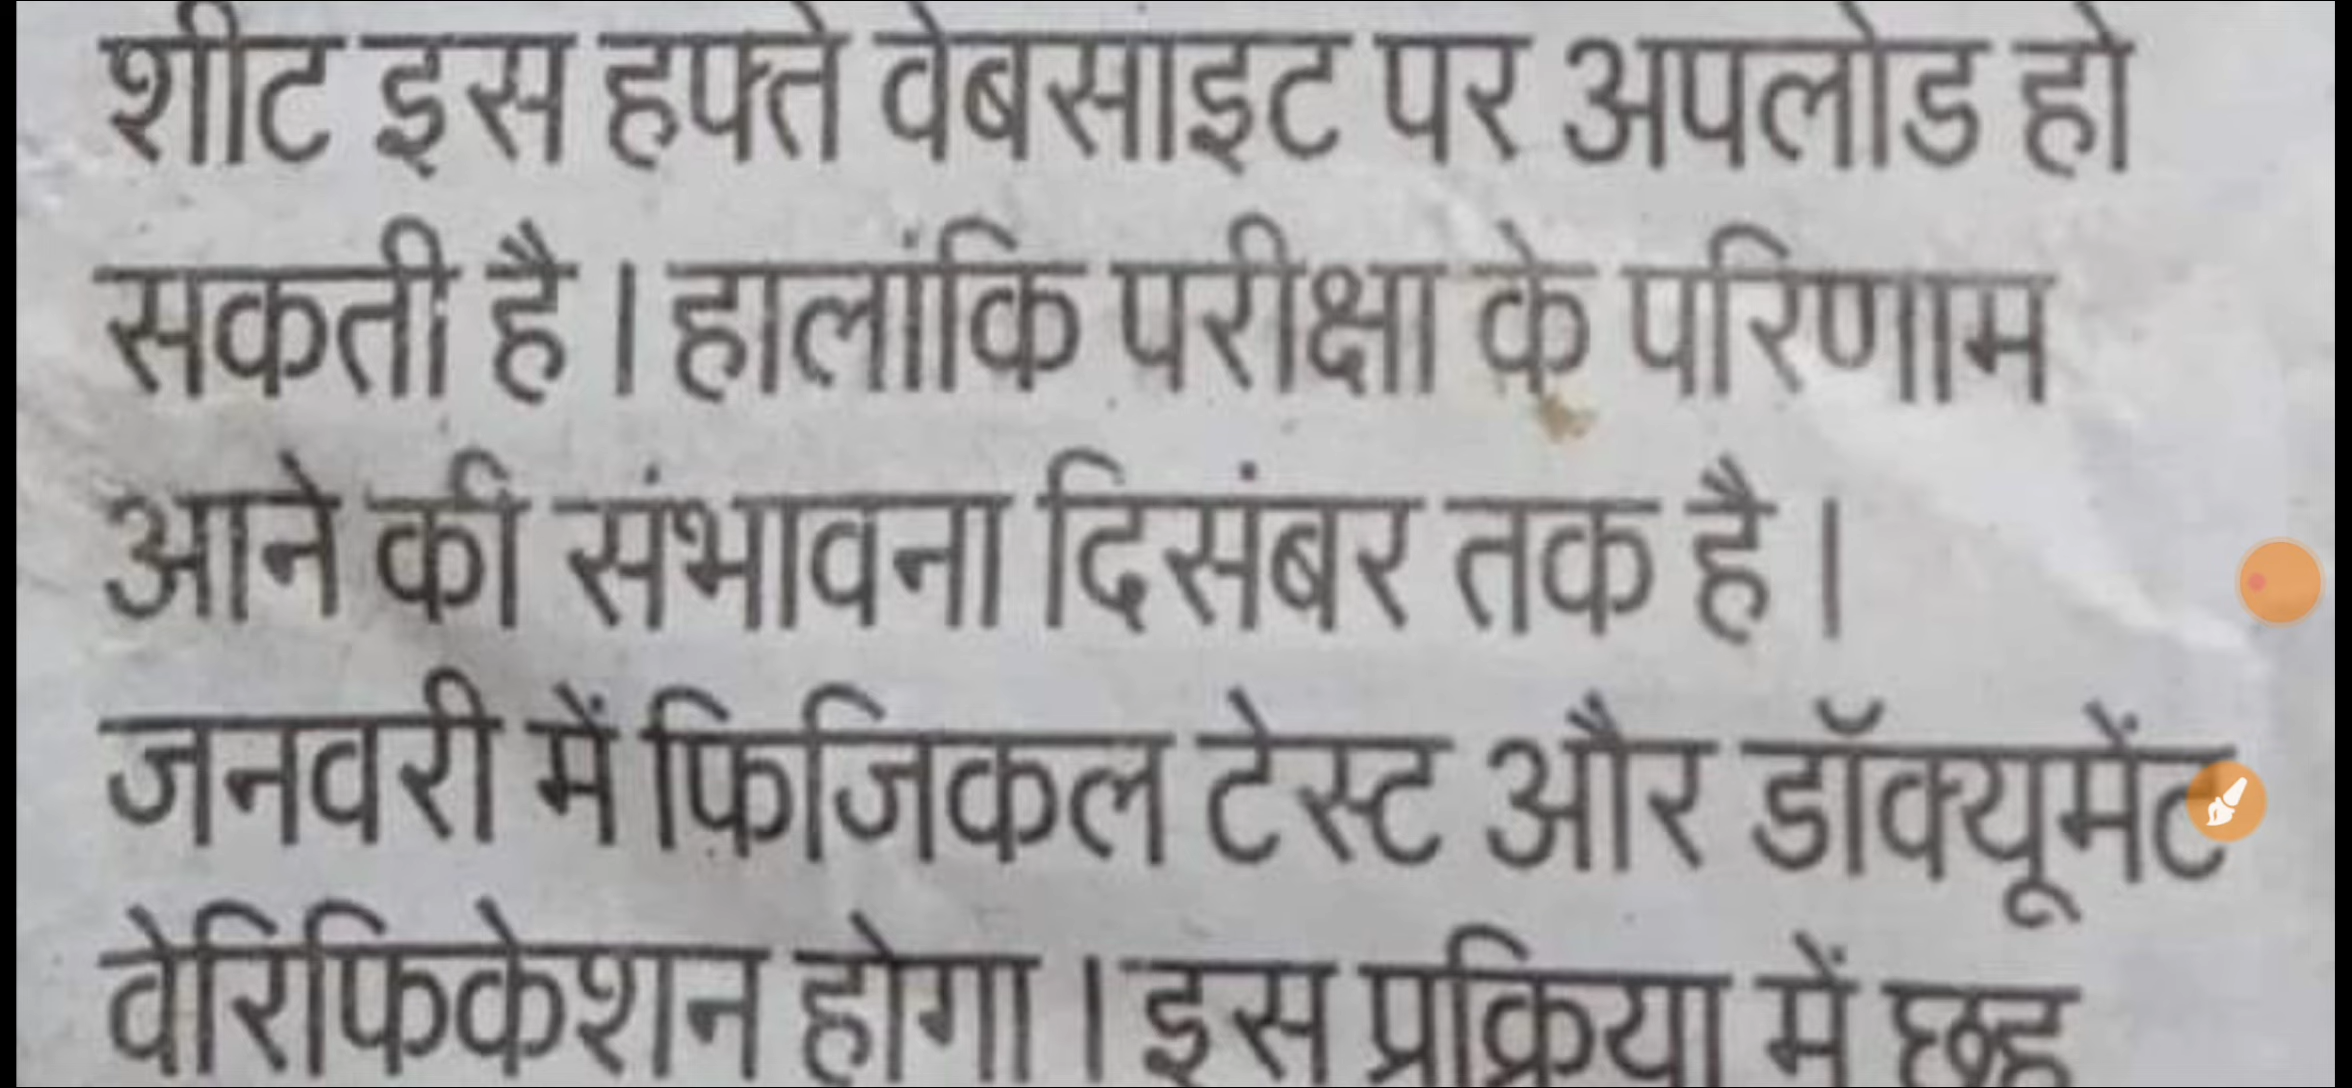 शीट इस हफ्ते वेबसाइट पर अपलोड हो
सकती है । हालांकि परीक्षा के परिणाम
आने की संभावना दिसंबर तक है ।
जनवरी में फिजिकल टेस्ट और डॉक्यूमेंट
वेरिफिकेशन होगा । इस प्रक्रिया में छह